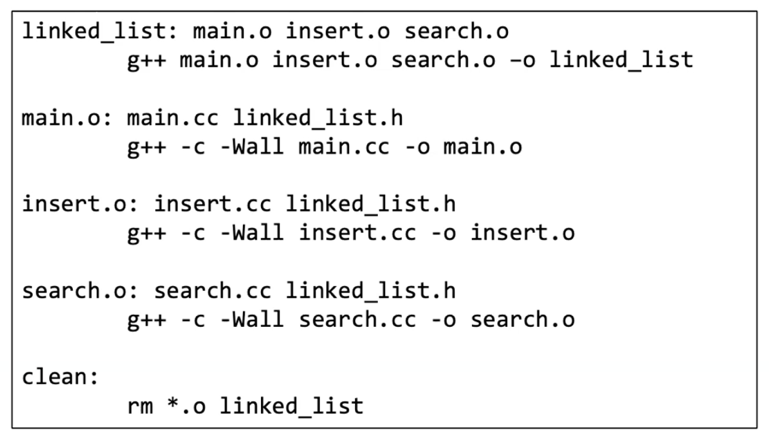 linked_list: main.o insert.o search.o
g++ main.o insert.o search.o –o linked_list
main.o: main.cc linked_list.h
g++ -c -Wall main.cc -o main.o
insert.o: insert.cc linked_list.h
g++ -c -Wall insert.cc -o insert.o
search.o: search.cc linked_list.h
g++ -c -Wall search.cc -o search.o
clean:
rm *.o linked_list